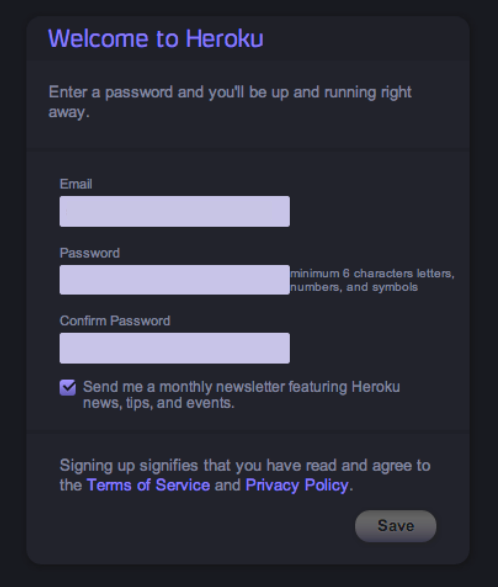 Welcome to Heroku
Enter a password and you'll be up and running right
away.
Email
Password
minimum 6 characters letters,
numbers, and symbols
Confirm Password
Send me a monthly newsletter featuring Heroku
news, tips, and events.
Signing up signifies that you have read and agree to
the Terms of Service and Privacy Policy.
Save